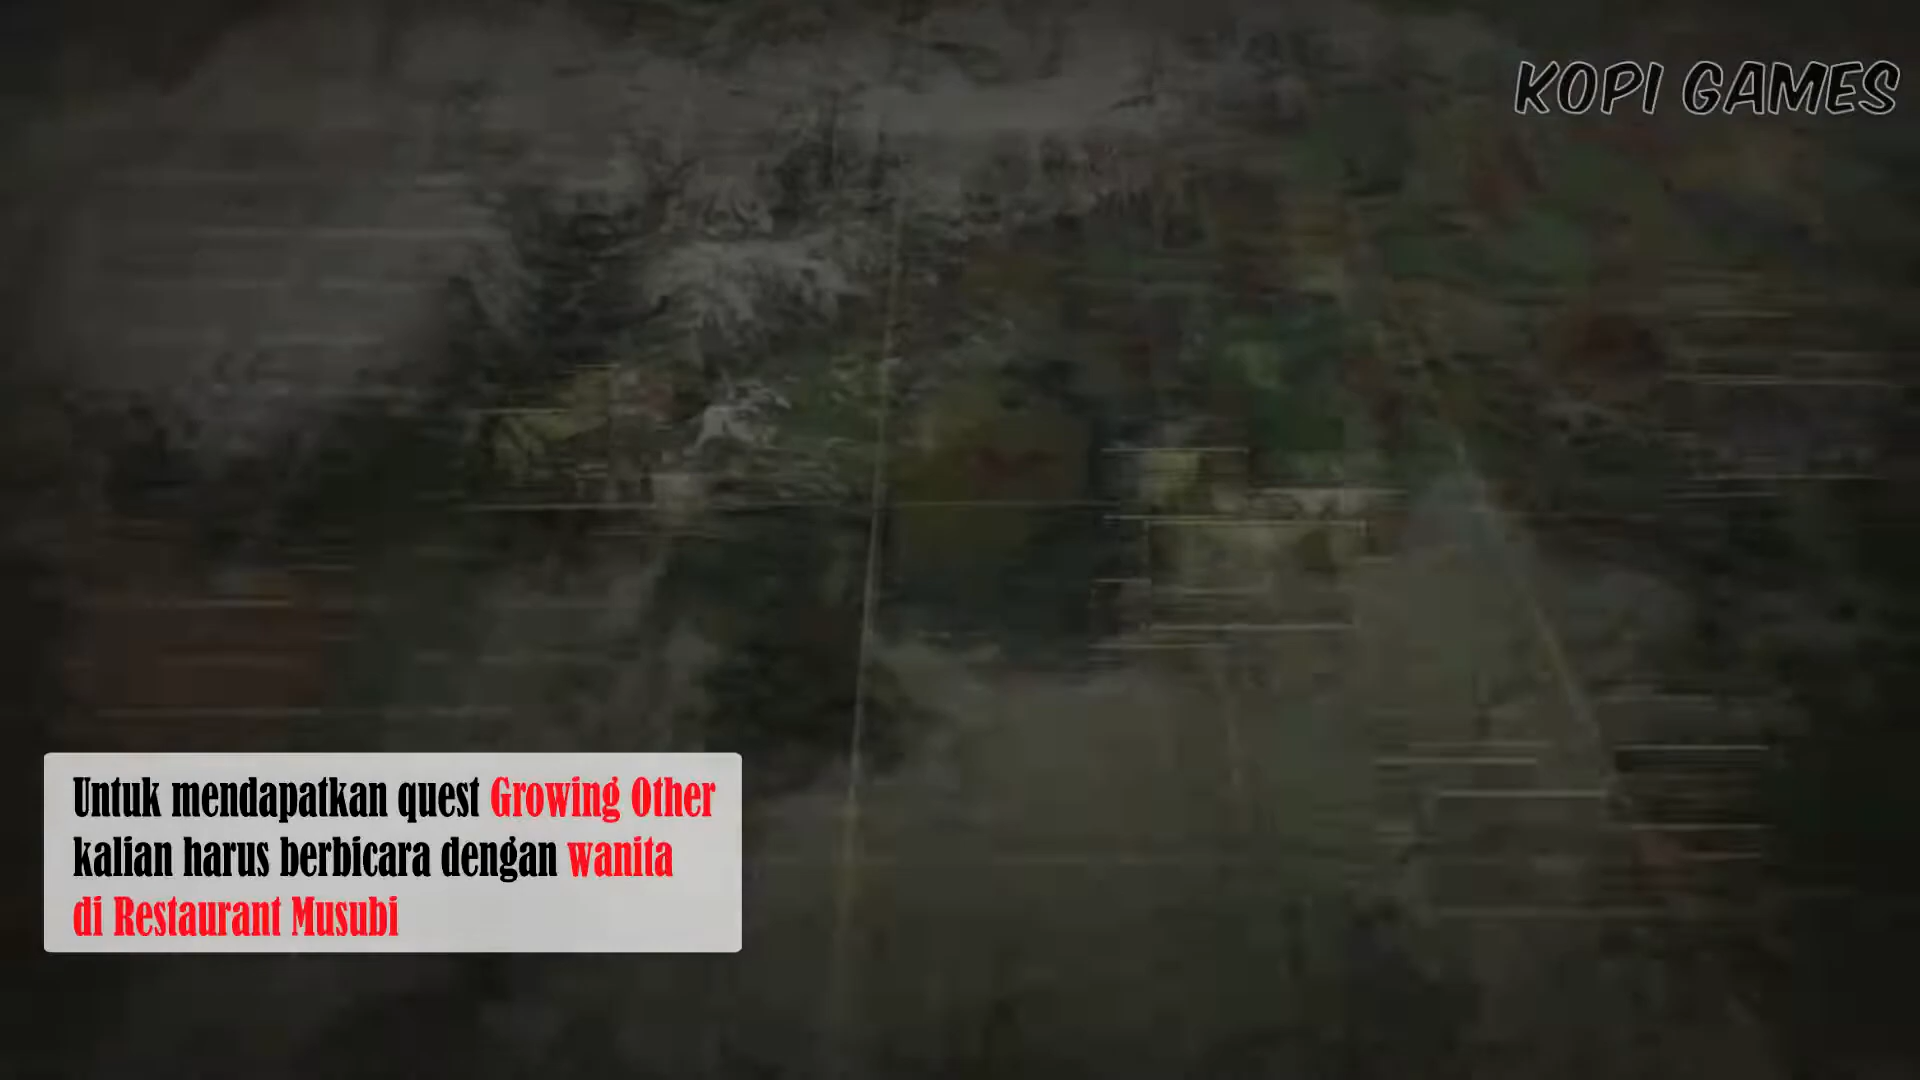 KOPI GAMES
Untuk mendapatkan quest Growing Other
kalian harus berbicara dengan wanita
di Restaurant Musubi